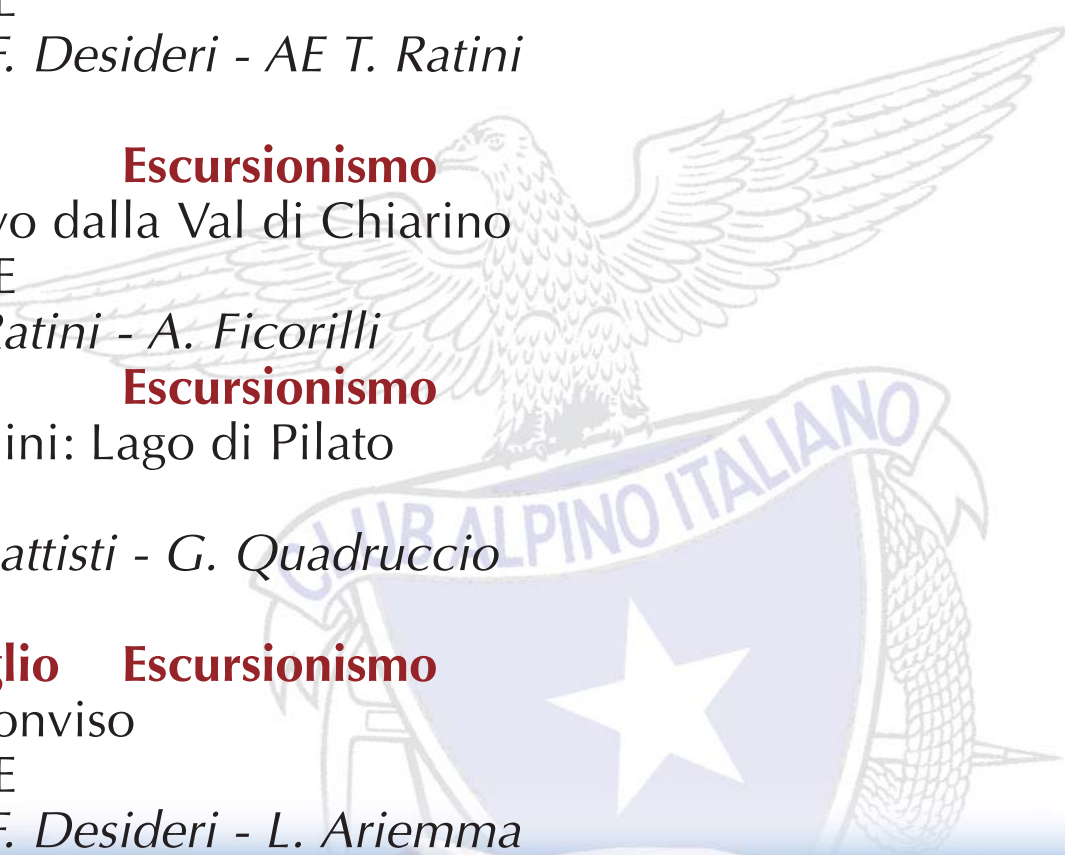 F. Desideri - AE T. Ratini
Escursionismo
vo dalla Val di Chiarino
E
Ratini - A. Ficorilli
Escursionismo
ini: Lago di Pilato
attisti - G. Quadruccio
glio Escursionismo
onviso
E
F. Desideri - L. Ariemma
CLUB ALPINO ITALIANO